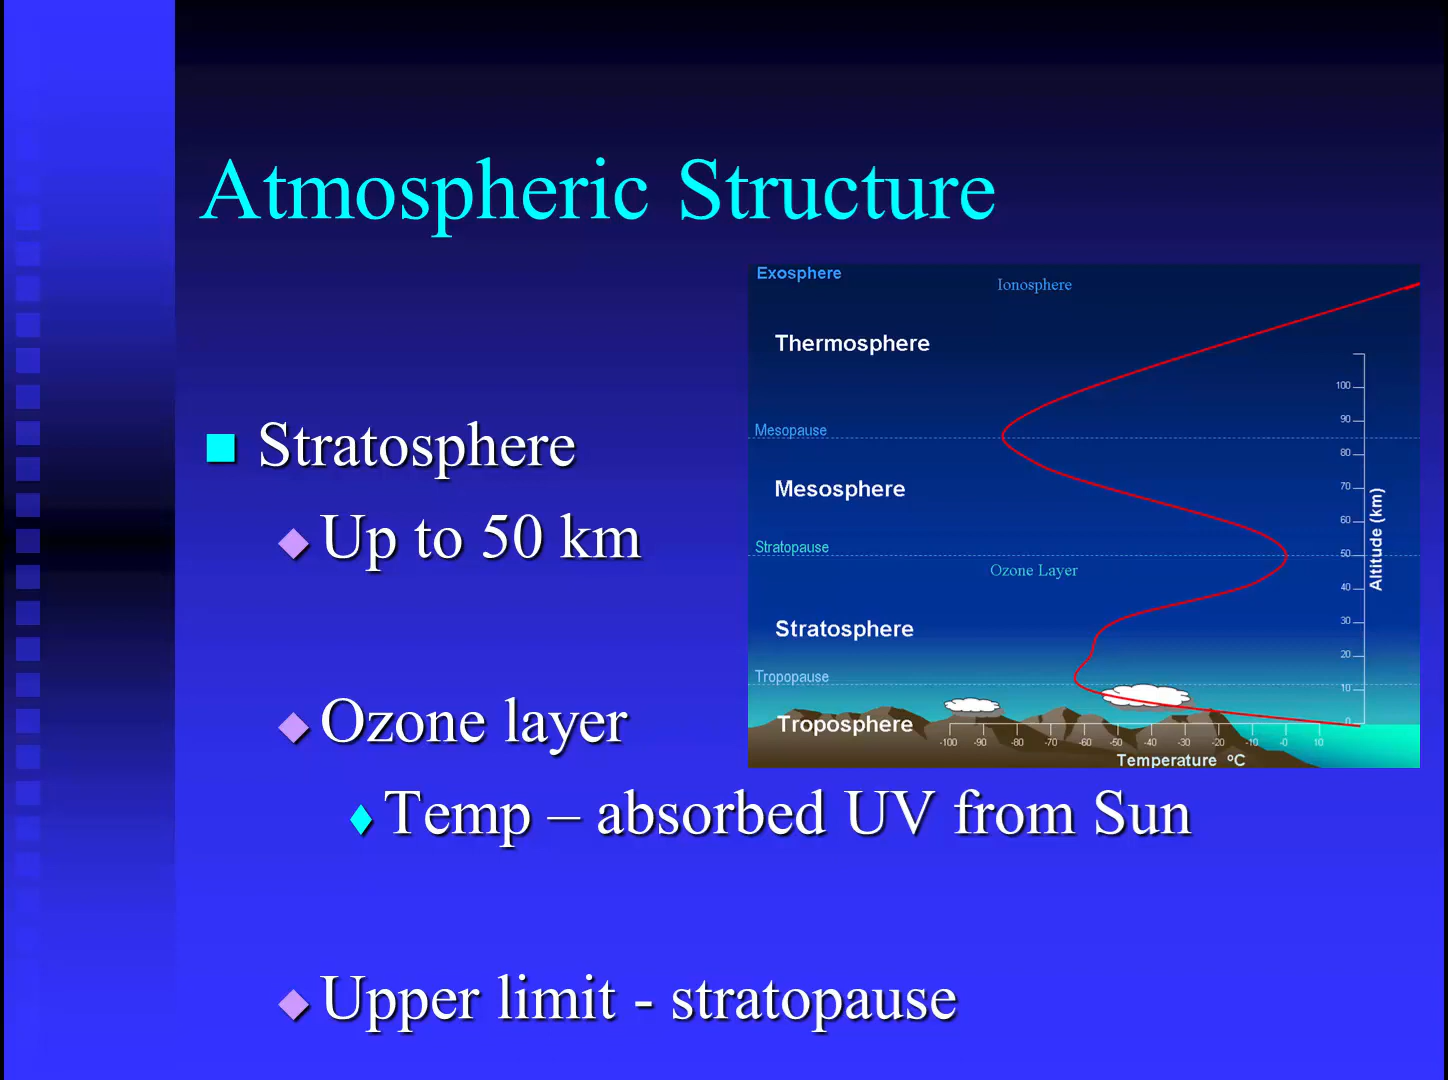 Atmospheric Structure
Exosphere
Ionosphere
Thermosphere
Mesopause
Mesosphere
Stratopause
Ozone Layer
Stratosphere
Tropopause
Troposphere
100
90
80
70
60
50
40
30
20
10
0
Altitude (km)
-100 -90 -80 -70 -60 -50 -40 -30 -20 -10 -0 10
Temperature ºC
Stratosphere
Up to 50 km
Ozone layer
Temp – absorbed UV from Sun
Upper limit - stratopause